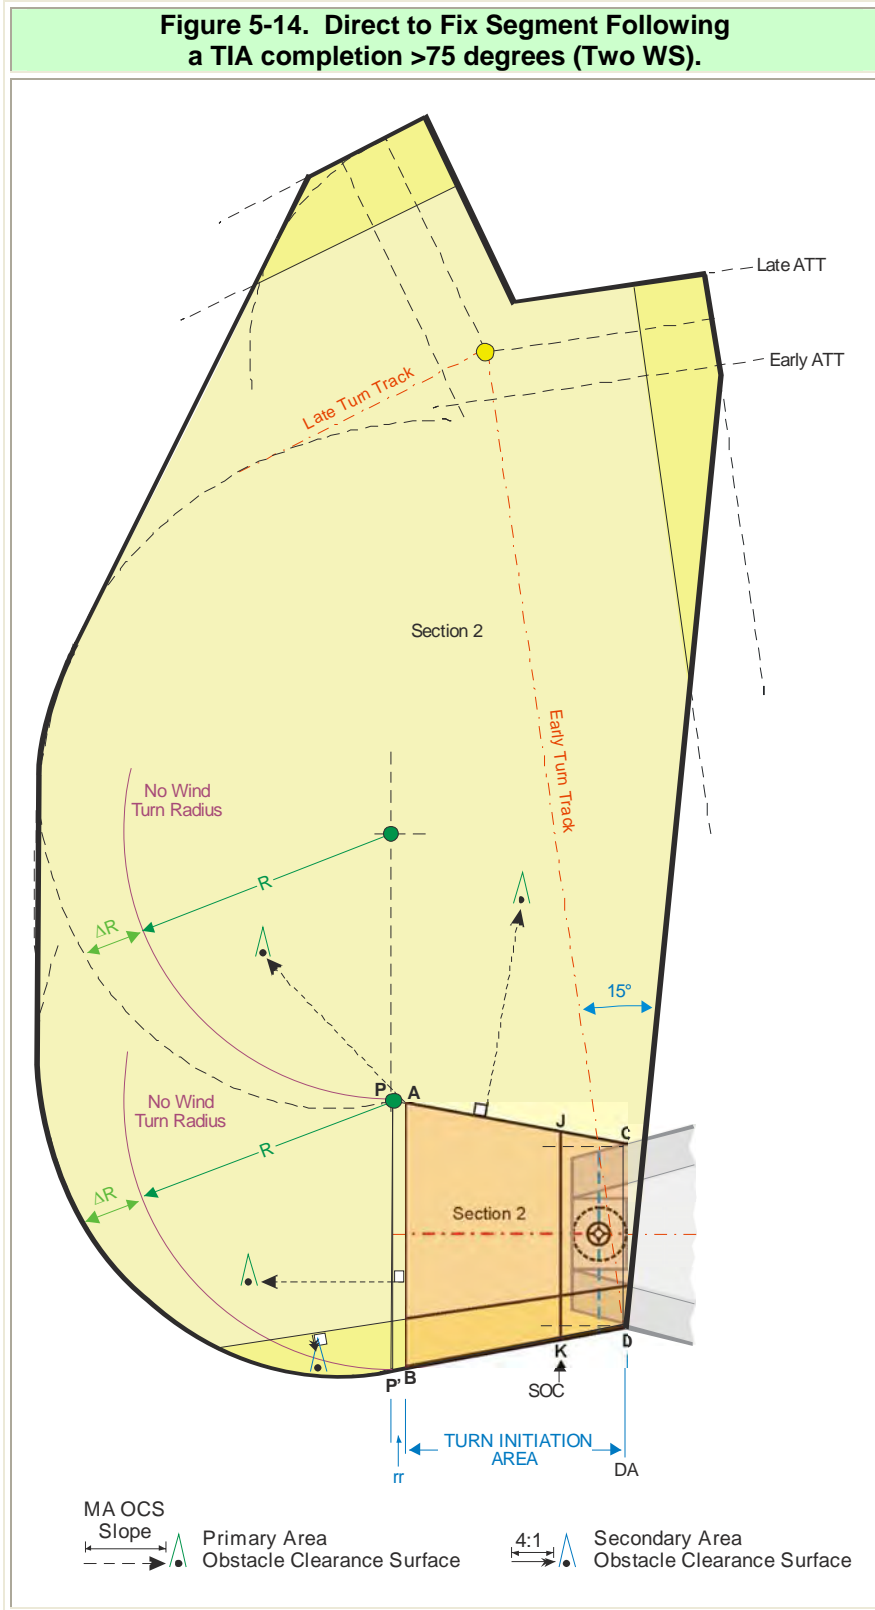 Figure 5-14. Direct to Fix Segment Following
a TIA completion >75 degrees (Two WS).
Late ATT
Early ATT
Late Turn Track
Section 2
Early Turn Track
No Wind
Turn Radius
R
ΔR
15°
P
A
J
C
No Wind
Turn Radius
R
ΔR
Section 2
K
D
P'
B
SOC
TURN INITIATION
AREA
DA
rr
MA OCS
Slope
Primary Area
Obstacle Clearance Surface
4:1
Secondary Area
Obstacle Clearance Surface